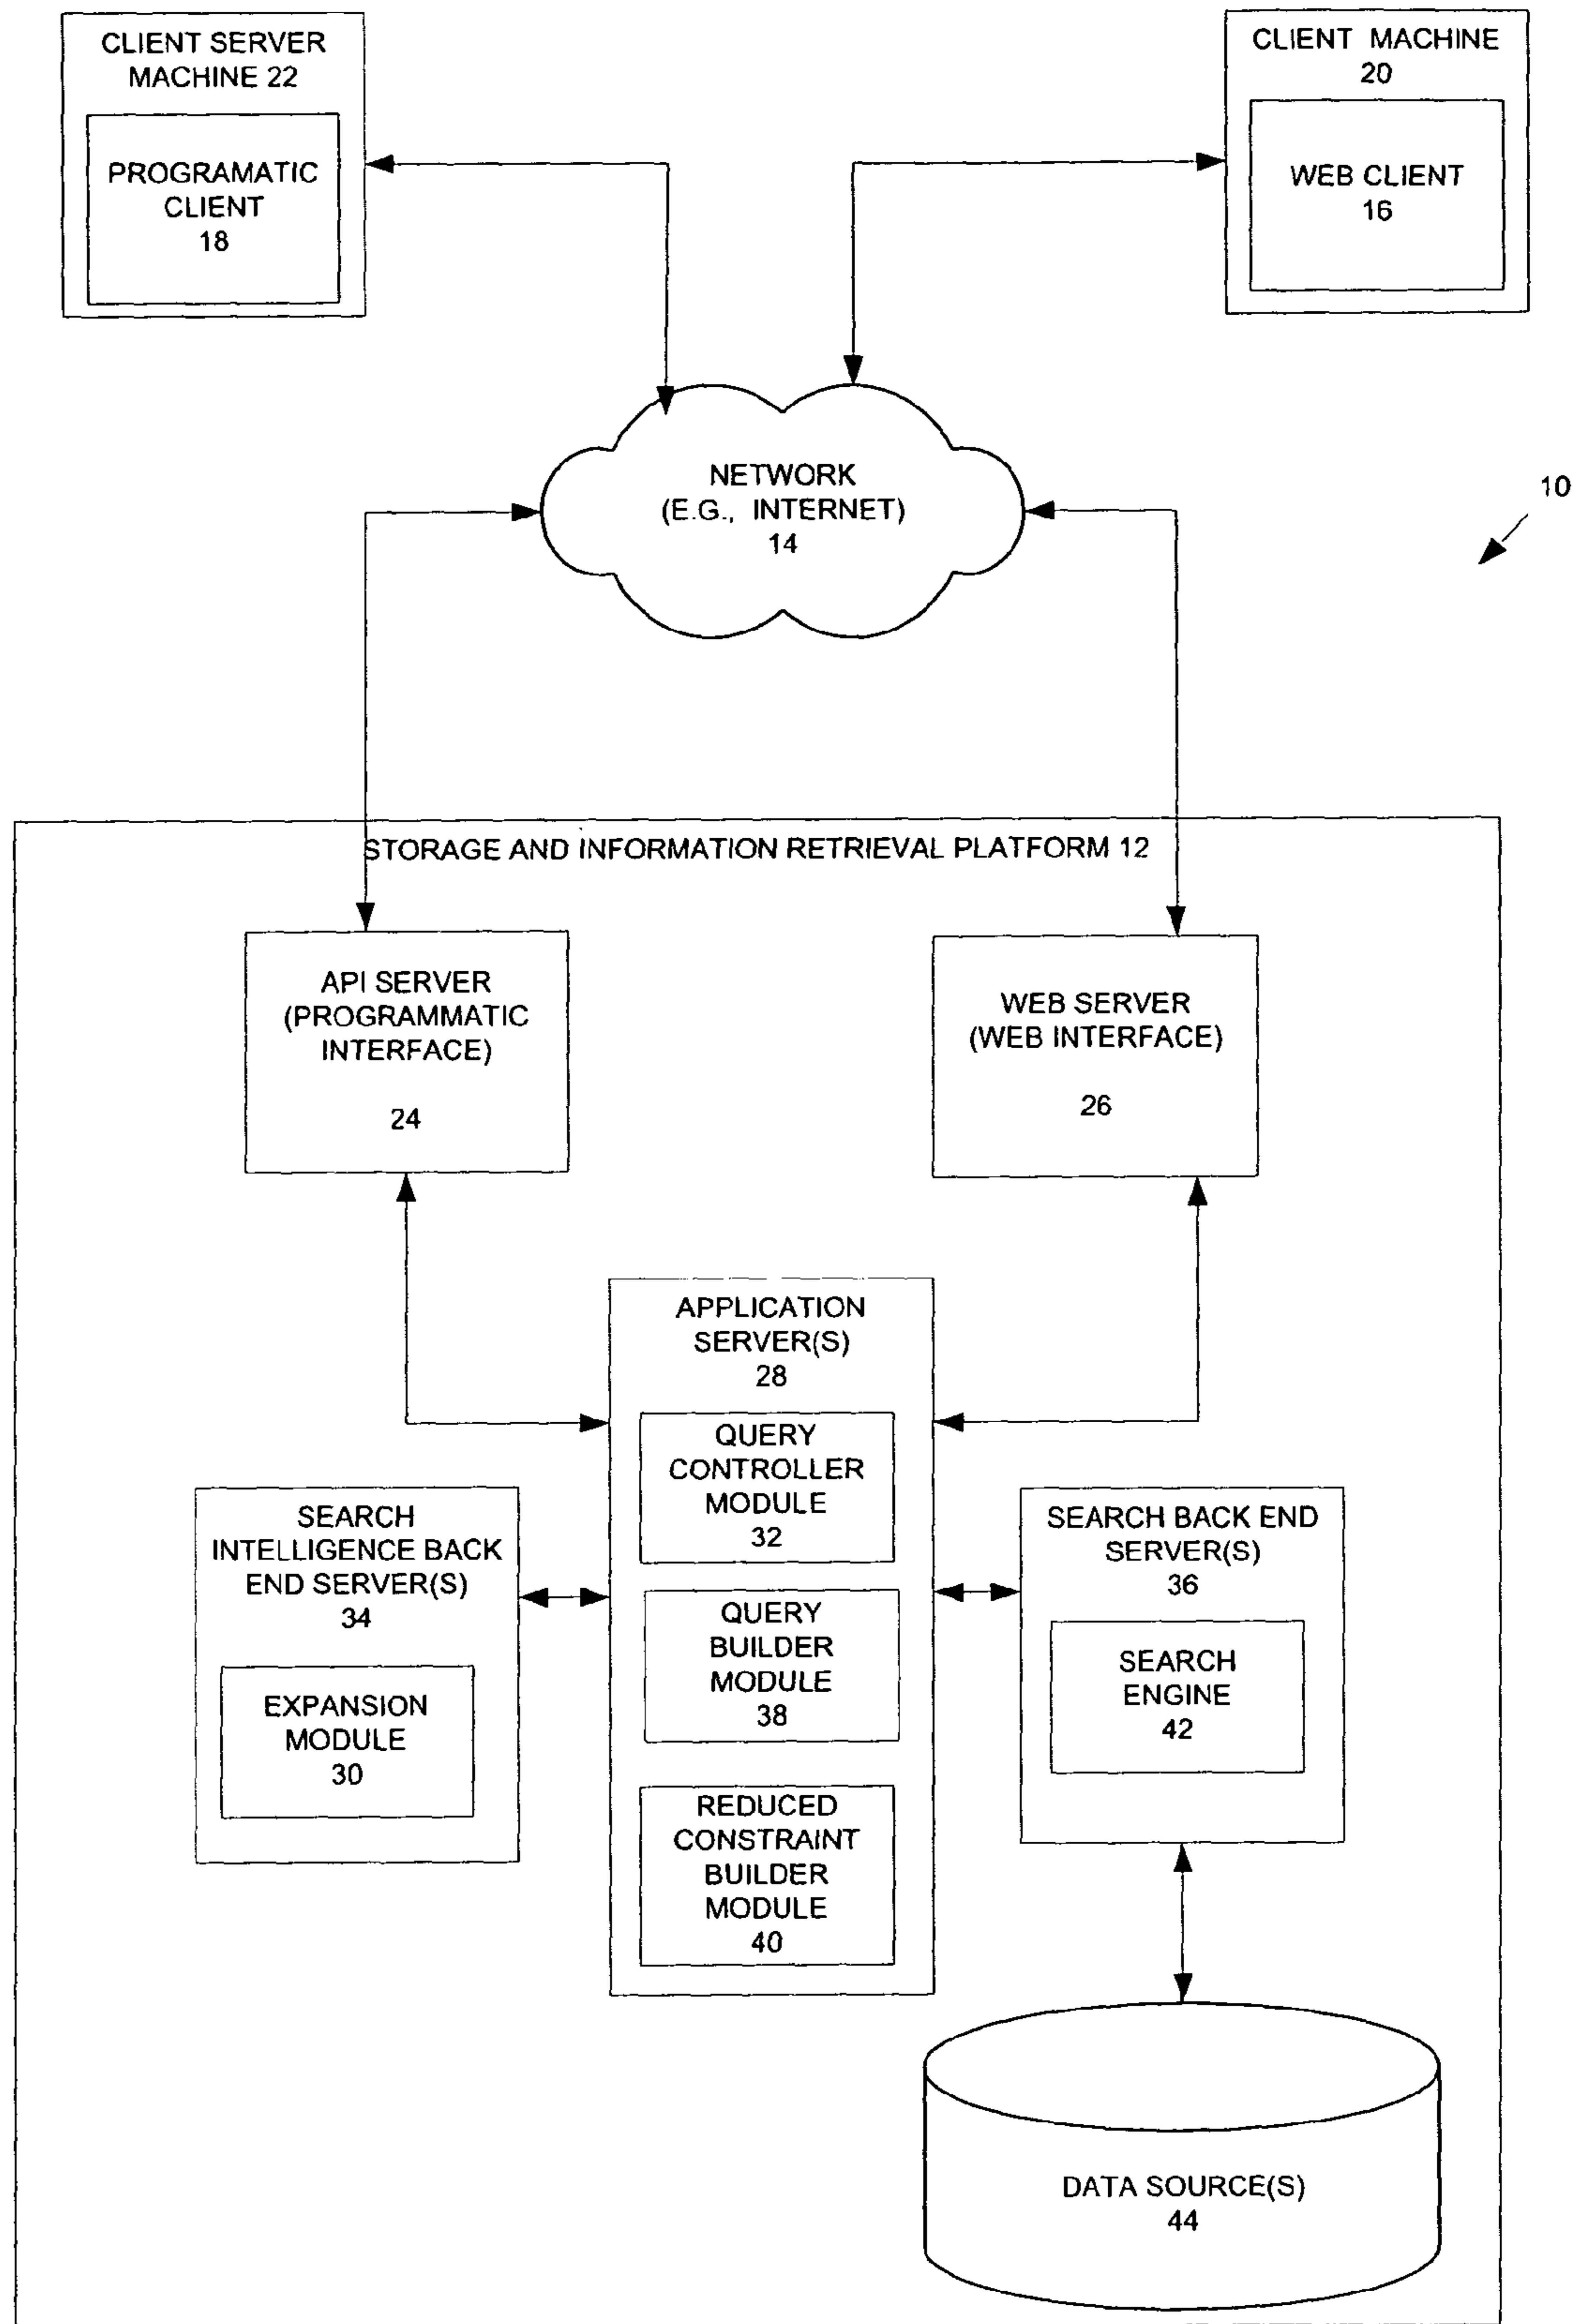 CLIENT SERVER
MACHINE 22
PROGRAMATIC
CLIENT
18
CLIENT MACHINE
20
WEB CLIENT
16
NETWORK
(E.G., INTERNET)
14
10
STORAGE AND INFORMATION RETRIEVAL PLATFORM 12
API SERVER
(PROGRAMMATIC
INTERFACE)
24
WEB SERVER
(WEB INTERFACE)
26
APPLICATION
SERVER(S)
28
QUERY
CONTROLLER
MODULE
32
QUERY
BUILDER
MODULE
38
REDUCED
CONSTRAINT
BUILDER
MODULE
40
SEARCH
INTELLIGENCE BACK
END SERVER(S)
34
EXPANSION
MODULE
30
SEARCH BACK END
SERVER(S)
36
SEARCH
ENGINE
42
DATA SOURCE(S)
44